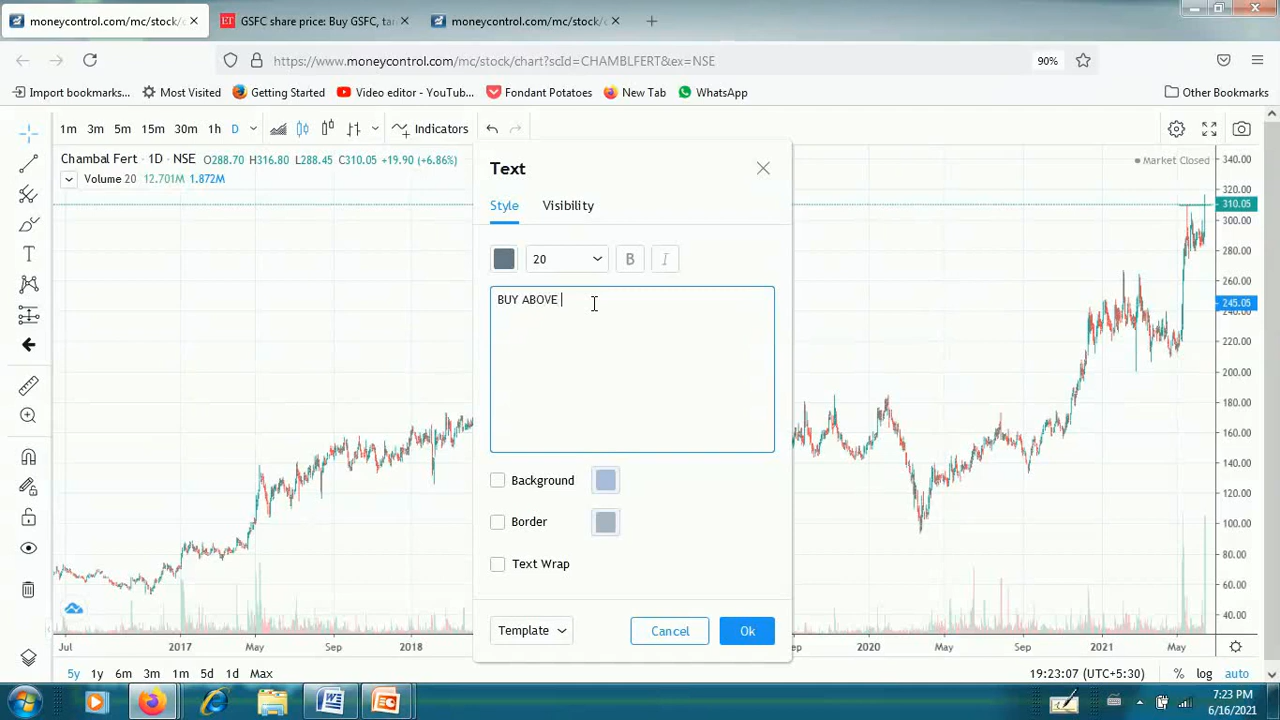 moneycontrol.com/mc/stock/c
GSFC share price: Buy GSFC, tar
moneycontrol.com/mc/stock/c
https://www.moneycontrol.com/mc/stock/chart?scId=CHAMBLFERT&ex=NSE
90%
Import bookmarks...
Most Visited
Getting Started
Video editor - YouTub...
Fondant Potatoes
New Tab
WhatsApp
Other Bookmarks
1m 3m 5m 15m 30m 1h D
Indicators
Chambal Fert · 1D · NSE O288.70 H316.80 L288.45 C310.05 +19.90 (+6.86%)
Market Closed
Volume 20 12.701M 1.872M
Text
Style
Visibility
20
B
I
BUY ABOVE
Background
Border
Text Wrap
Template
Cancel
Ok
340.00
320.00
310.05
300.00
280.00
260.00
245.05
240.00
220.00
200.00
180.00
160.00
140.00
120.00
100.00
80.00
60.00
40.00
Jul 2017 May Sep 2018 2020 May Sep 2021 May
5y 1y 6m 3m 1m 5d 1d Max
19:23:07 (UTC+5:30)
% log auto
7:23 PM
6/16/2021